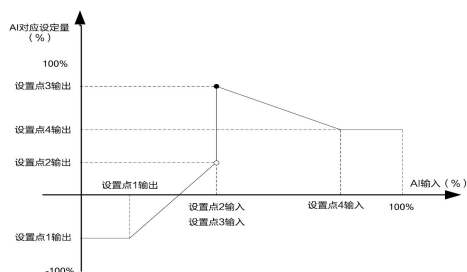 AI对应设定量
（%）
100%
设置点3输出
设置点4输出
设置点2输出
设置点1输出
AI输入（%）
设置点2输入
设置点3输入
设置点4输入
100%
设置点1输出
-100%